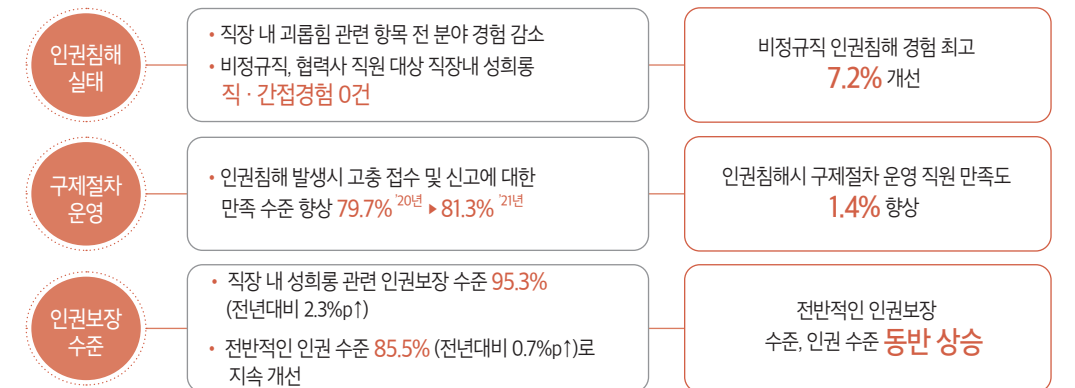 인권침해
실태
• 직장 내 괴롭힘 관련 항목 전 분야 경험 감소
• 비정규직, 협력사 직원 대상 직장내 성희롱
직 · 간접경험 0건
비정규직 인권침해 경험 최고
7.2% 개선
구제절차
운영
• 인권침해 발생시 고충 접수 및 신고에 대한
만족 수준 향상 79.7% '20년 ▸ 81.3% '21년
인권침해시 구제절차 운영 직원 만족도
1.4% 향상
인권보장
수준
• 직장 내 성희롱 관련 인권보장 수준 95.3%
(전년대비 2.3%p↑)
• 전반적인 인권 수준 85.5% (전년대비 0.7%p↑)로
지속 개선
전반적인 인권보장
수준, 인권 수준 동반 상승